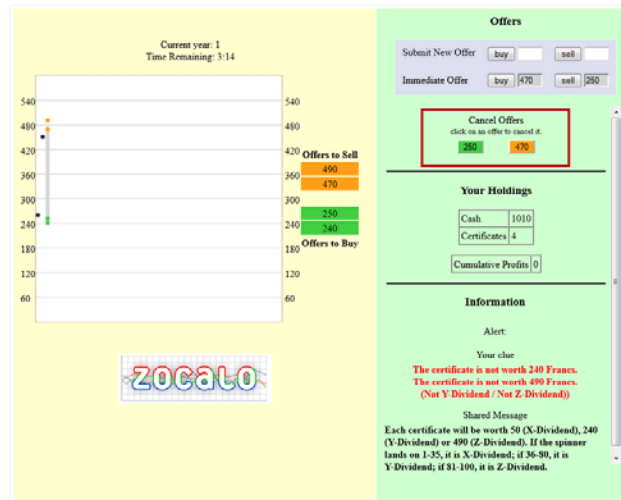 Current year: 1
Time Remaining: 3:14
540
480
420
360
300
240
180
120
60
540
480
420
360
300
240
180
120
60
Offers to Sell
490
470
250
240
Offers to Buy
ZOCALO
Offers
Submit New Offer buy sell
Immediate Offer buy 470 sell 250
Cancel Offers
click on an offer to cancel it.
250 470
Your Holdings
Cash 1010
Certificates 4
Cumulative Profits 0
Information
Alert:
Your clue
The certificate is not worth 240 Francs.
The certificate is not worth 490 Francs.
(Not Y-Dividend / Not Z-Dividend))
Shared Message
Each certificate will be worth 50 (X-Dividend), 240
(Y-Dividend) or 490 (Z-Dividend). If the spinner
lands on 1-35, it is X-Dividend; if 36-80, it is
Y-Dividend; if 81-100, it is Z-Dividend.